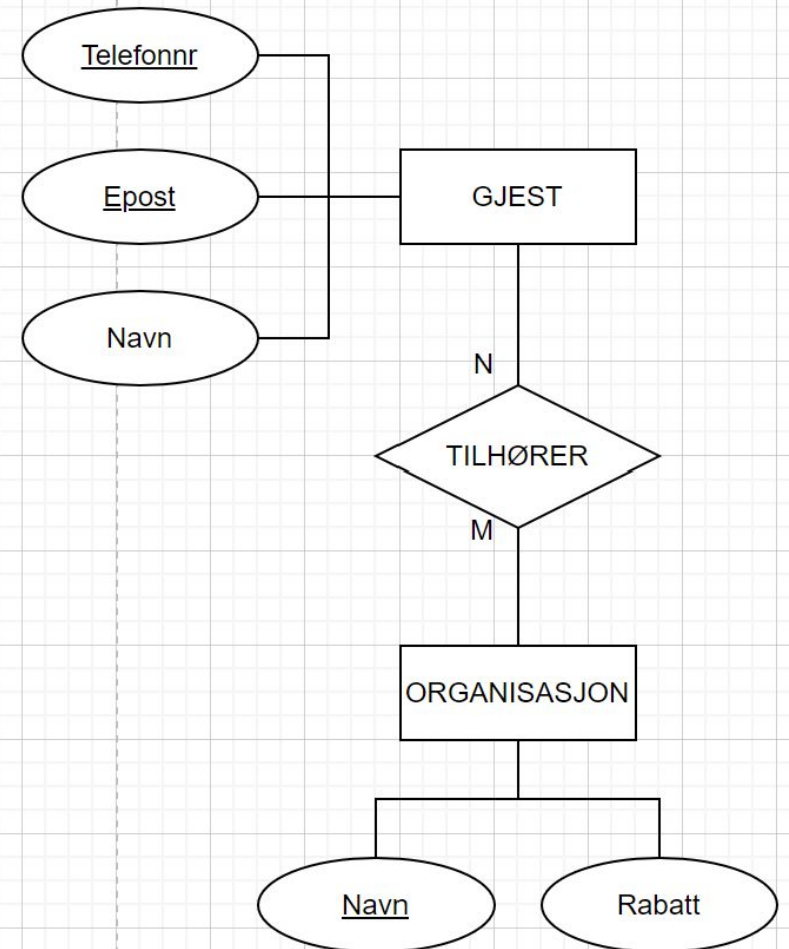 Telefonnr
Epost
GJEST
Navn
N
TILHØRER
M
ORGANISASJON
Navn
Rabatt